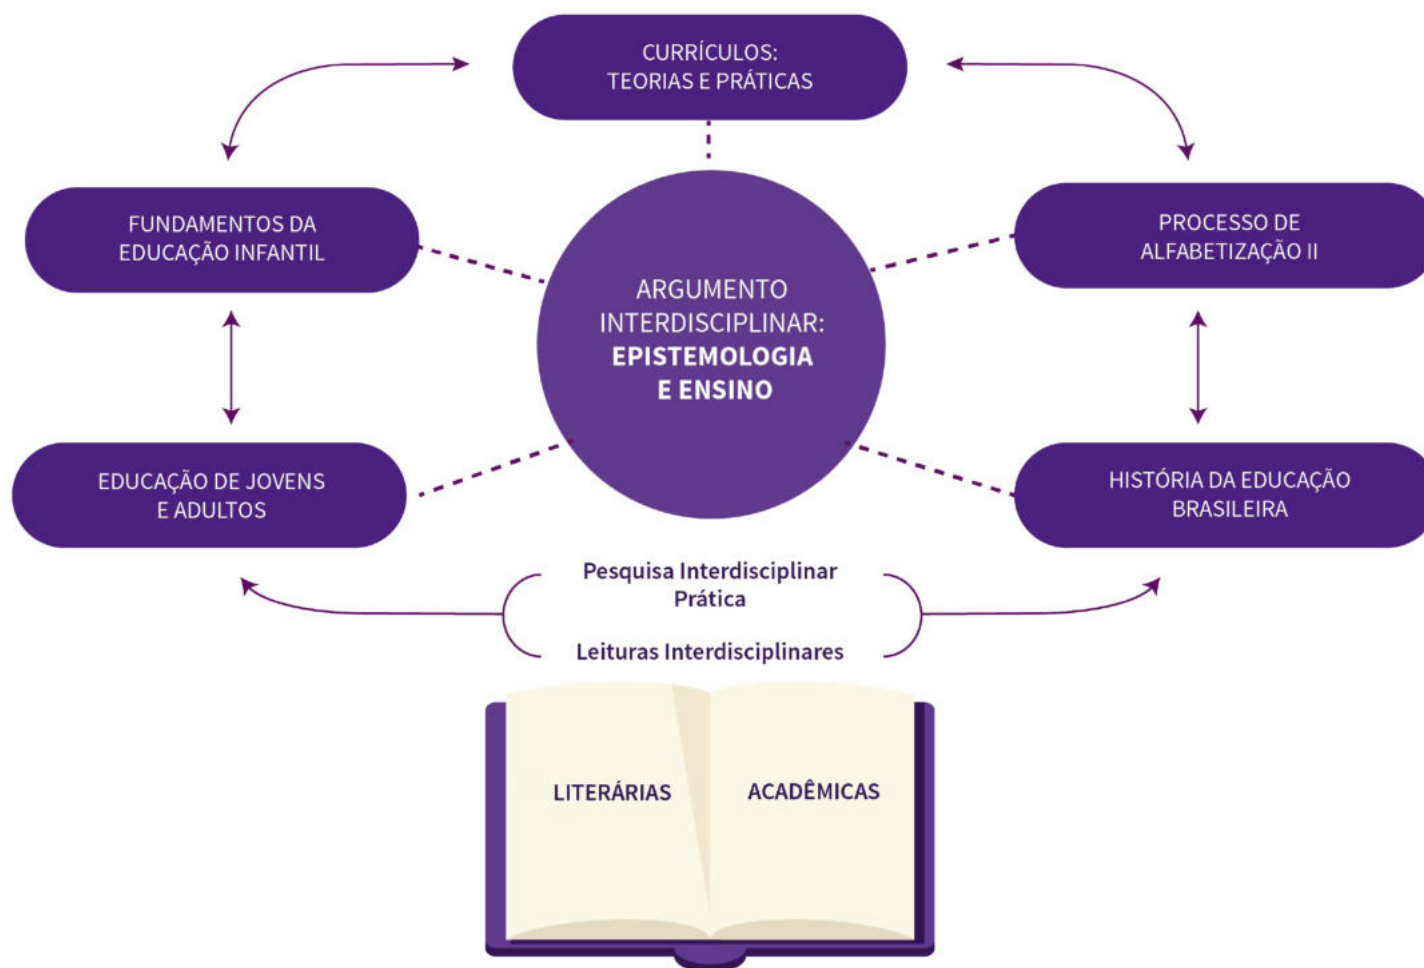 CURRÍCULOS:
TEORIAS E PRÁTICAS
FUNDAMENTOS DA
EDUCAÇÃO INFANTIL
PROCESSO DE
ALFABETIZAÇÃO II
ARGUMENTO
INTERDISCIPLINAR:
EPISTEMOLOGIA
E ENSINO
EDUCAÇÃO DE JOVENS
E ADULTOS
HISTÓRIA DA EDUCAÇÃO
BRASILEIRA
Pesquisa Interdisciplinar
Prática
Leituras Interdisciplinares
LITERÁRIAS
ACADÊMICAS